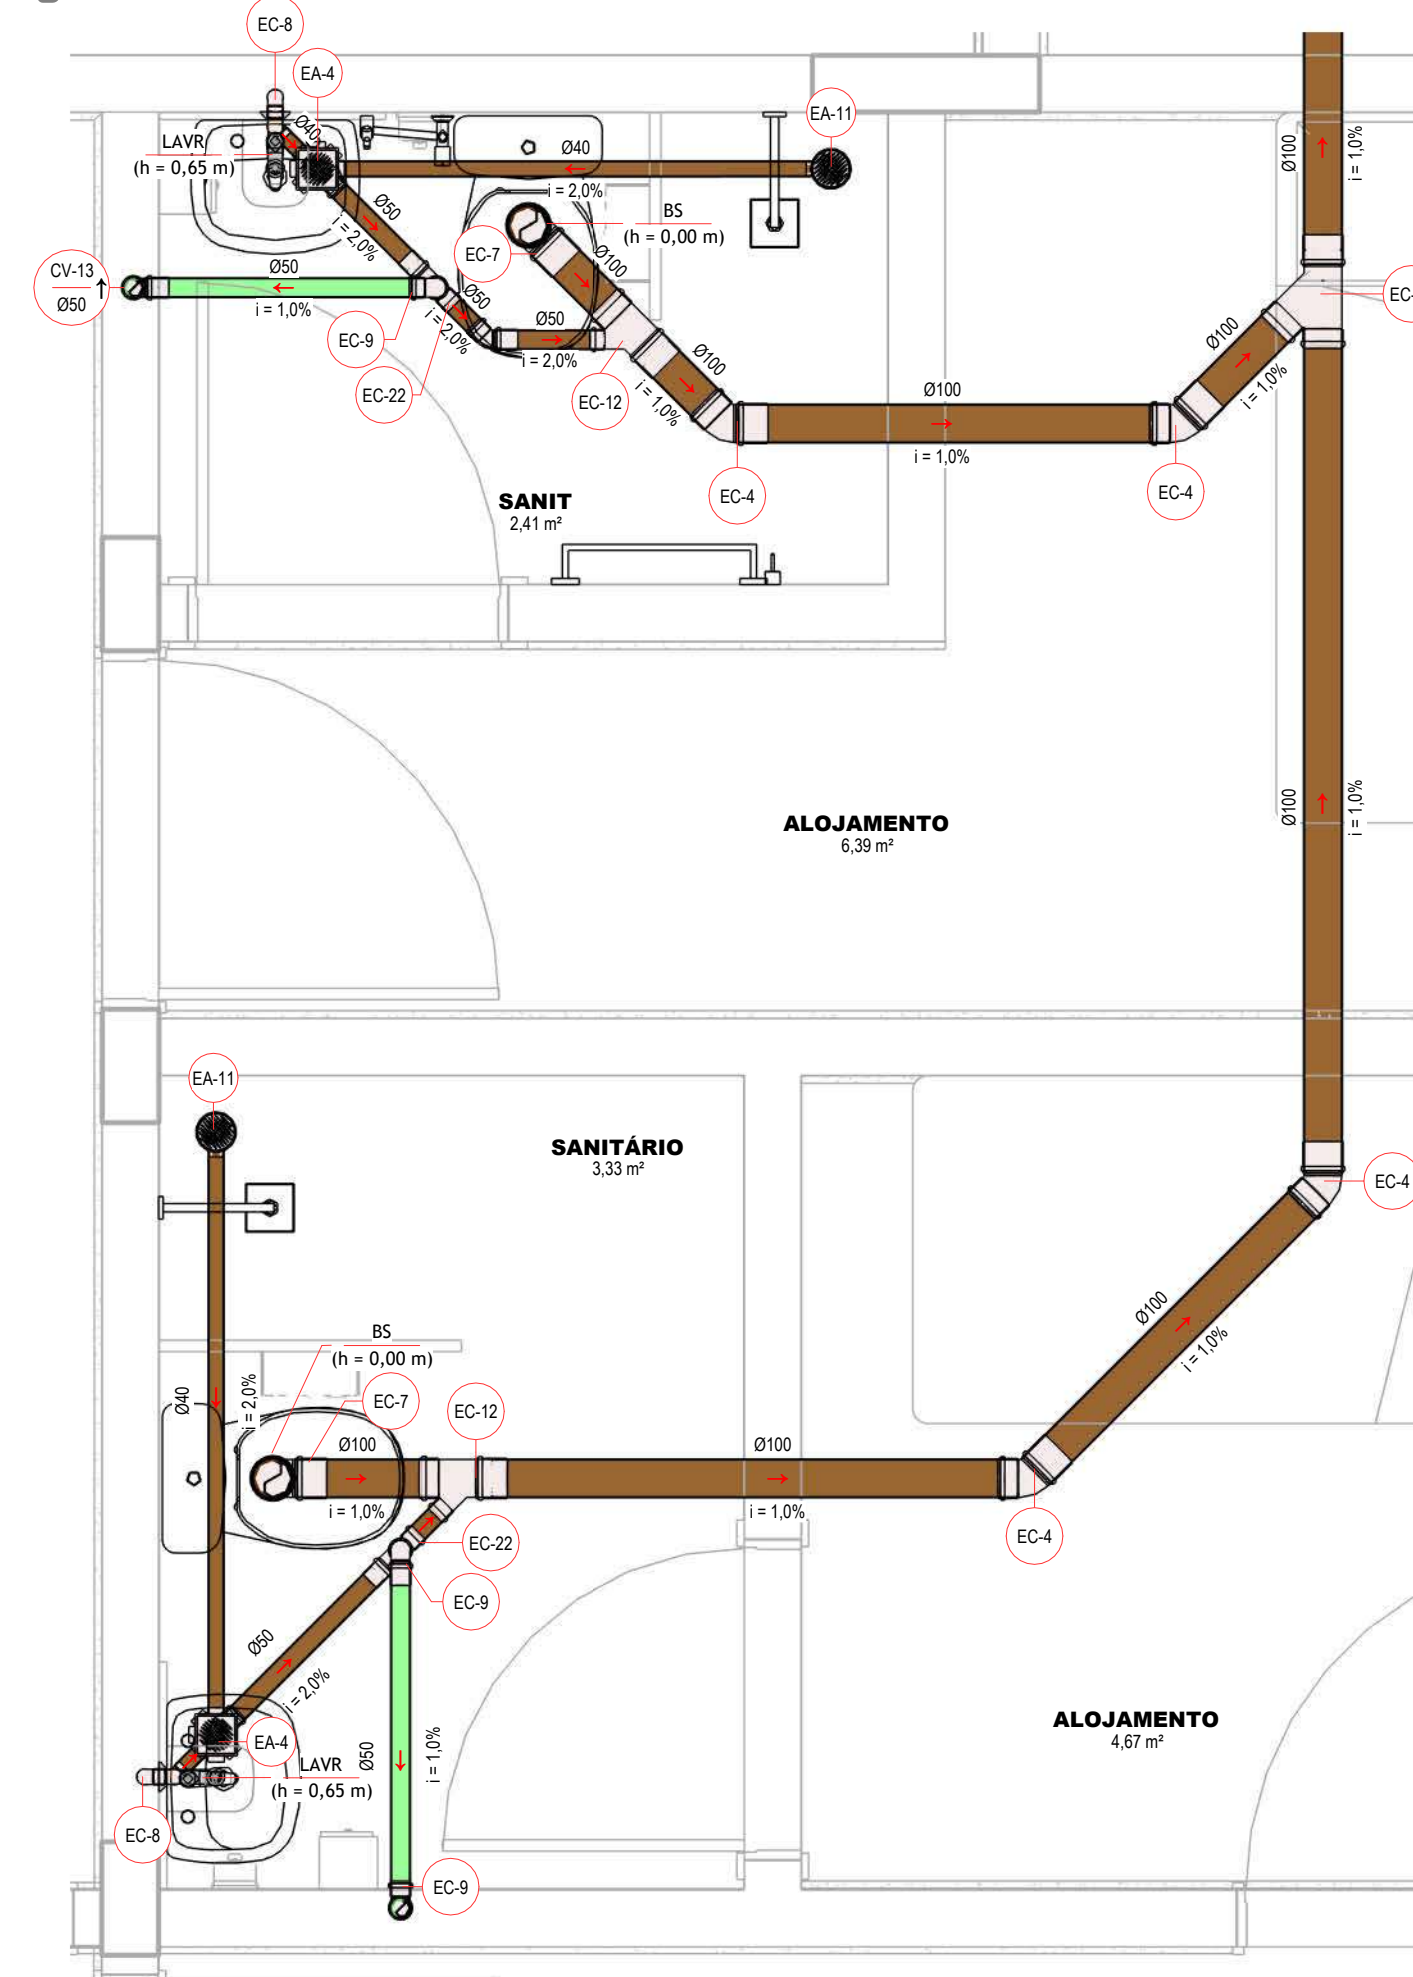 EC-8
EA-4
EA-11
LAVR
(h = 0,65 m)
Ø40
Ø40
i = 2,0%
Ø100
i = 1,0%
Ø50
i = 2,0%
BS
(h = 0,00 m)
EC-7
Ø100
CV-13
Ø50
Ø50
i = 1,0%
EC-9
Ø50
i = 2,0%
Ø50
i = 2,0%
EC-22
EC-12
Ø100
i = 1,0%
Ø100
i = 1,0%
Ø100
i = 1,0%
EC-
EC-4
EC-4
SANIT
2,41 m²
ALOJAMENTO
6,39 m²
Ø100
i = 1,0%
EA-11
SANITÁRIO
3,33 m²
EC-4
BS
(h = 0,00 m)
Ø40
i = 2,0%
EC-7
EC-12
Ø100
i = 1,0%
Ø100
i = 1,0%
Ø100
i = 1,0%
EC-4
EC-22
EC-9
Ø50
i = 2,0%
EA-4
LAVR
(h = 0,65 m)
Ø50
i = 1,0%
EC-8
EC-9
ALOJAMENTO
4,67 m²